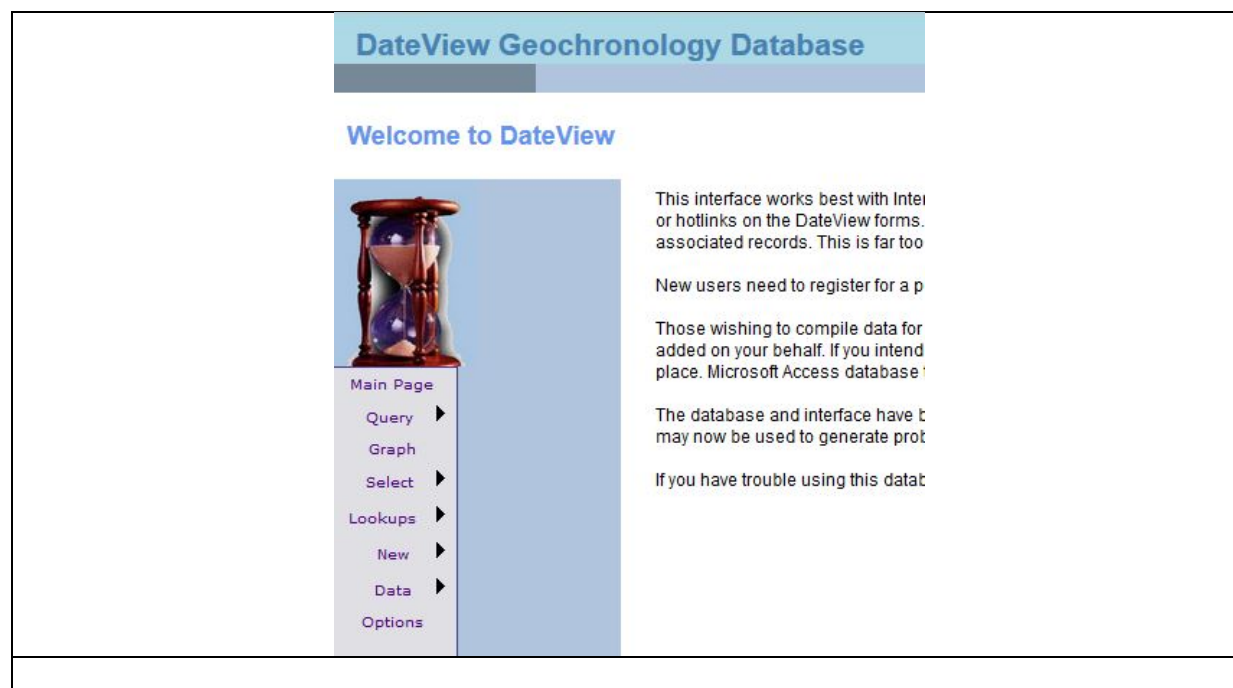 DateView Geochronology Database
Welcome to DateView
This interface works best with
or hotlinks on the DateView forms.
associated records. This is far too
New users need to register for a
Those wishing to compile data for
added on your behalf. If you intend
place. Microsoft Access database
The database and interface have
may now be used to generate
If you have trouble using this
Main Page
Query
Graph
Select
Lookups
New
Data
Options